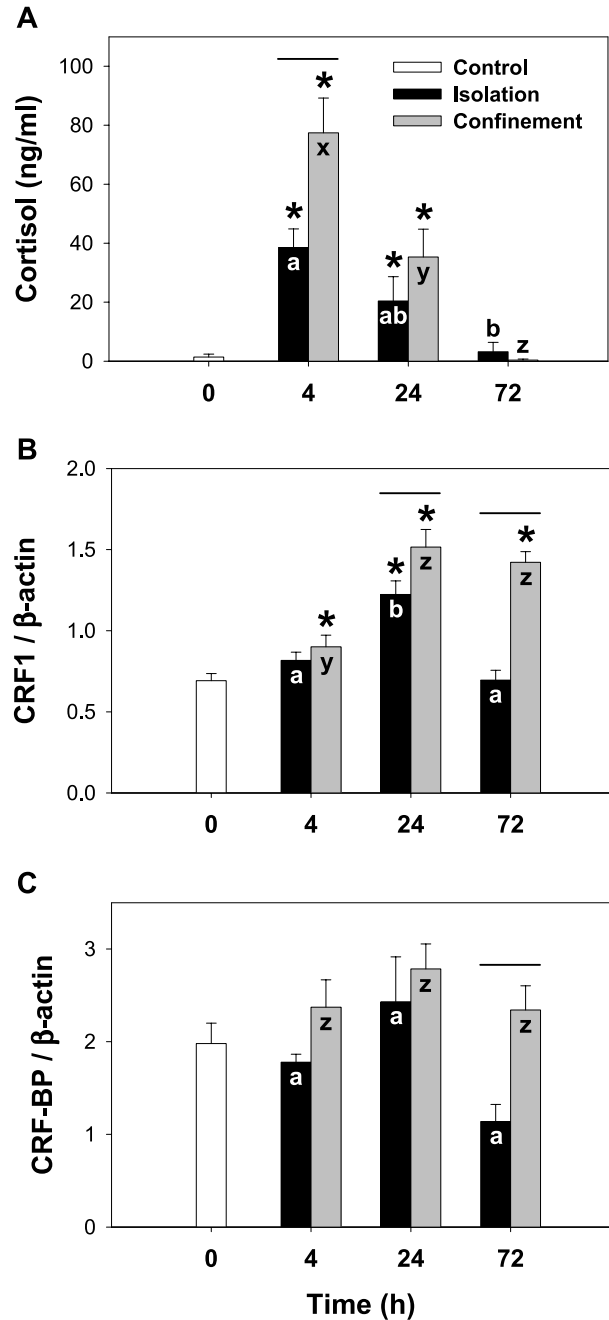 A
Cortisol (ng/ml)
100
80
60
40
20
0
Control
Isolation
Confinement
* * * *
a x ab y b z
0 4 24 72
B
CRF1 / β-actin
2.0
1.5
1.0
0.5
0.0
* * * *
a y b z a z
0 4 24 72
C
CRF-BP / β-actin
3
2
1
0
a z a z a z
0 4 24 72
Time (h)